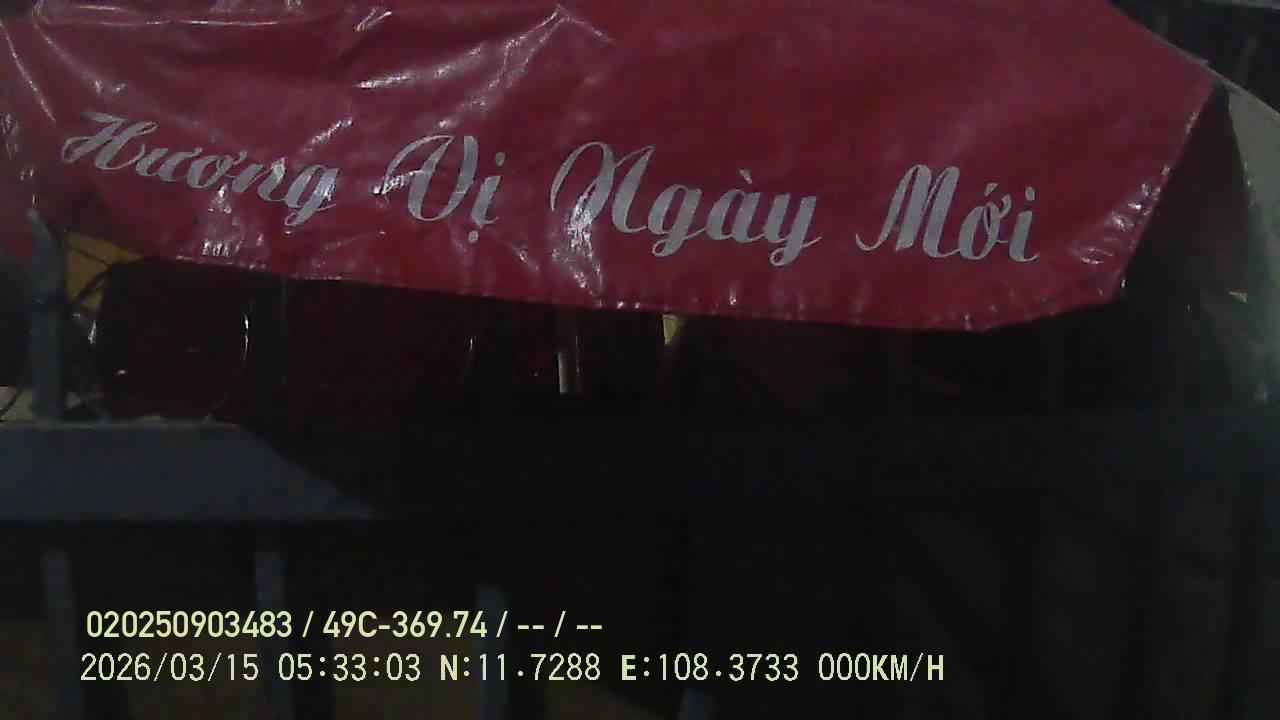 Hương Vị Ngày Mới
020250903483 / 49C-369.74 / -- / --
2026/03/15 05:33:03 N:11.7288 E:108.3733 000KM/H